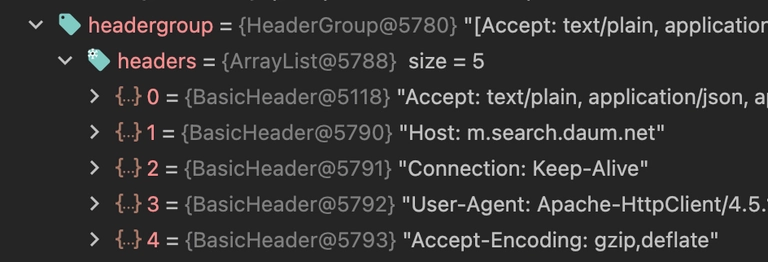 headergroup = {HeaderGroup@5780} "[Accept: text/plain, application
headers = {ArrayList@5788} size = 5
{...} 0 = {BasicHeader@5118} "Accept: text/plain, application/json, a
{...} 1 = {BasicHeader@5790} "Host: m.search.daum.net"
{...} 2 = {BasicHeader@5791} "Connection: Keep-Alive"
{...} 3 = {BasicHeader@5792} "User-Agent: Apache-HttpClient/4.5.
{...} 4 = {BasicHeader@5793} "Accept-Encoding: gzip,deflate"